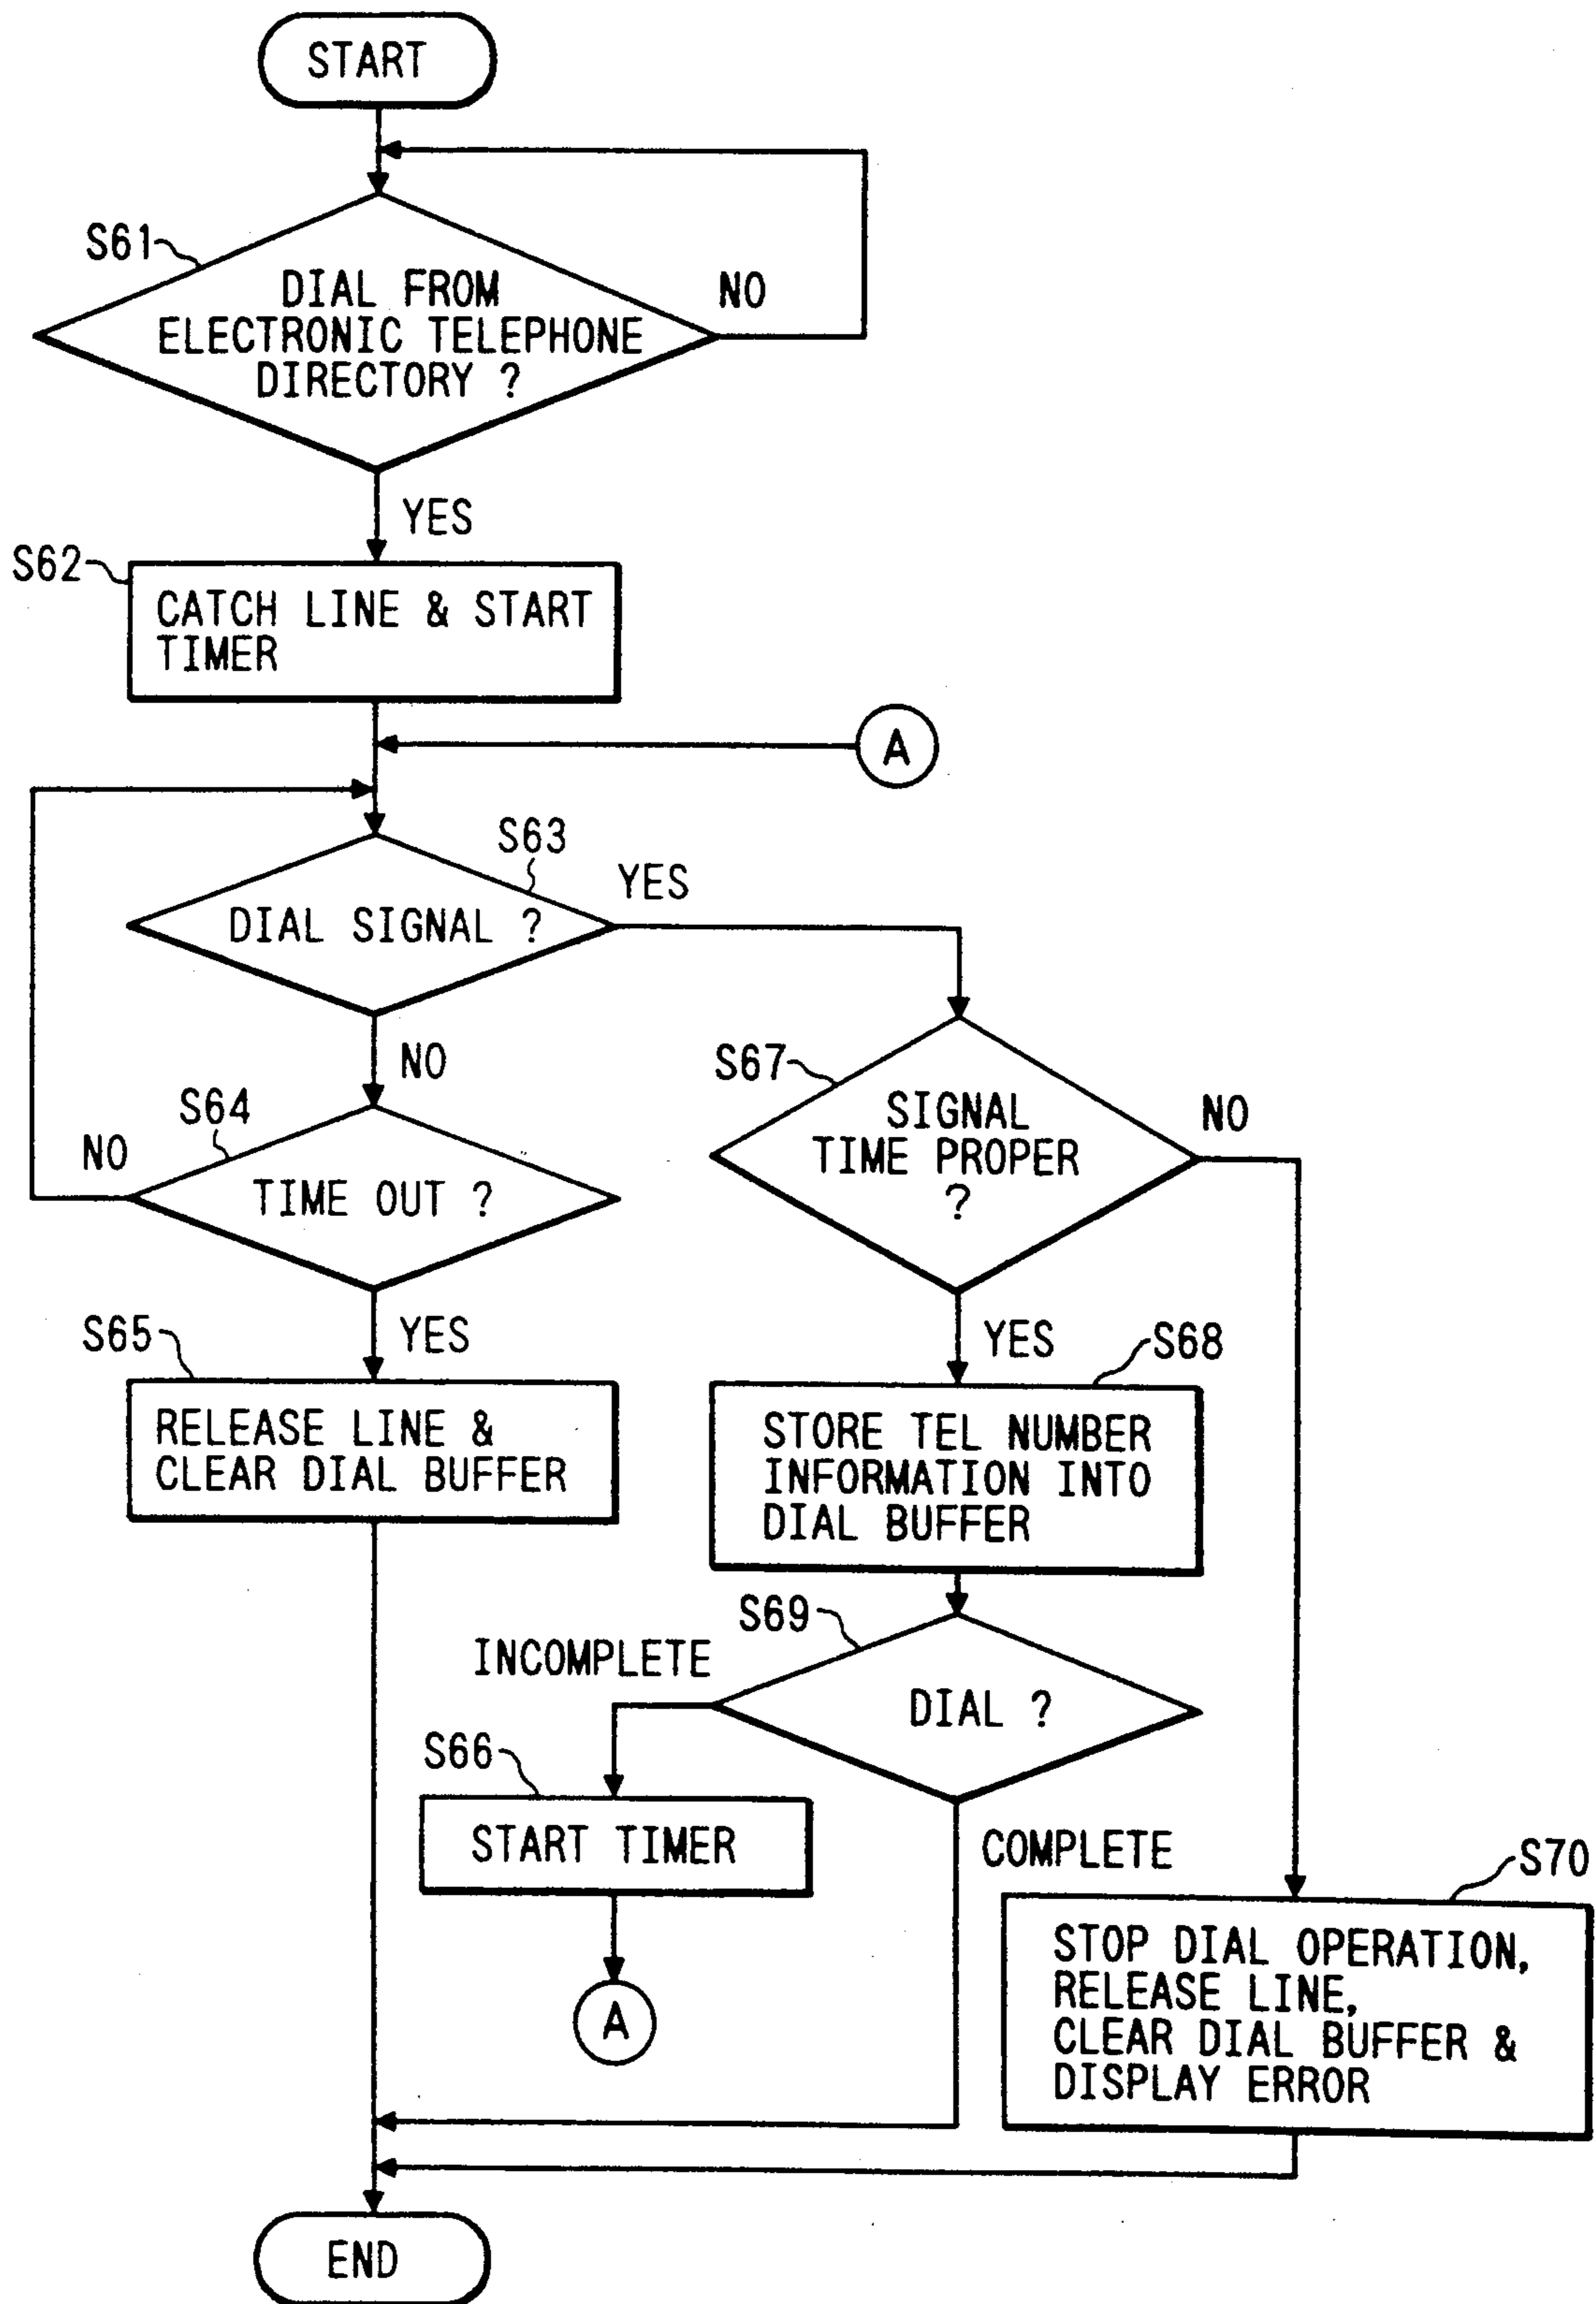 START
S61
DIAL FROM
ELECTRONIC TELEPHONE
DIRECTORY ?
NO
YES
S62
CATCH LINE & START
TIMER
A
S63
DIAL SIGNAL ?
YES
NO
S64
TIME OUT ?
NO
YES
S67
SIGNAL
TIME PROPER
?
NO
YES
S65
RELEASE LINE &
CLEAR DIAL BUFFER
S68
STORE TEL NUMBER
INFORMATION INTO
DIAL BUFFER
S69
DIAL ?
INCOMPLETE
COMPLETE
S66
START TIMER
A
S70
STOP DIAL OPERATION,
RELEASE LINE,
CLEAR DIAL BUFFER &
DISPLAY ERROR
END